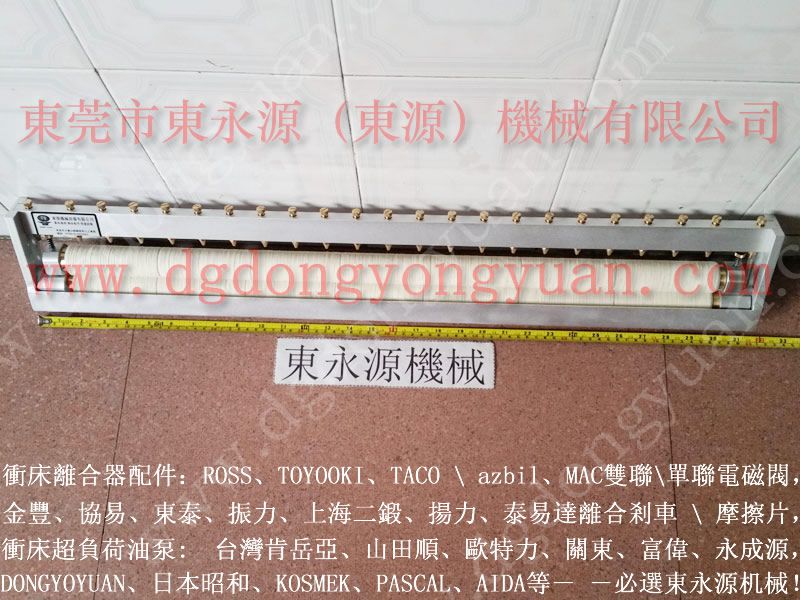 東莞市東永源（東源）機械有限公司
www.dgdongyongyuan.com
東永源機械
衝床離合器配件：ROSS、TOYOOKI、TACO \ azbil、MAC雙聯\單聯電磁閥，
金豐、協易、東泰、振力、上海二鍛、揚力、泰易達離合剎車 \ 摩擦片，
衝床超負荷油泵： 台灣肯岳亞、山田順、歐特力、關東、富偉、永成源，
DONGYOYUAN、日本昭和、KOSMEK、PASCAL、AIDA等－ －必選東永源机械！